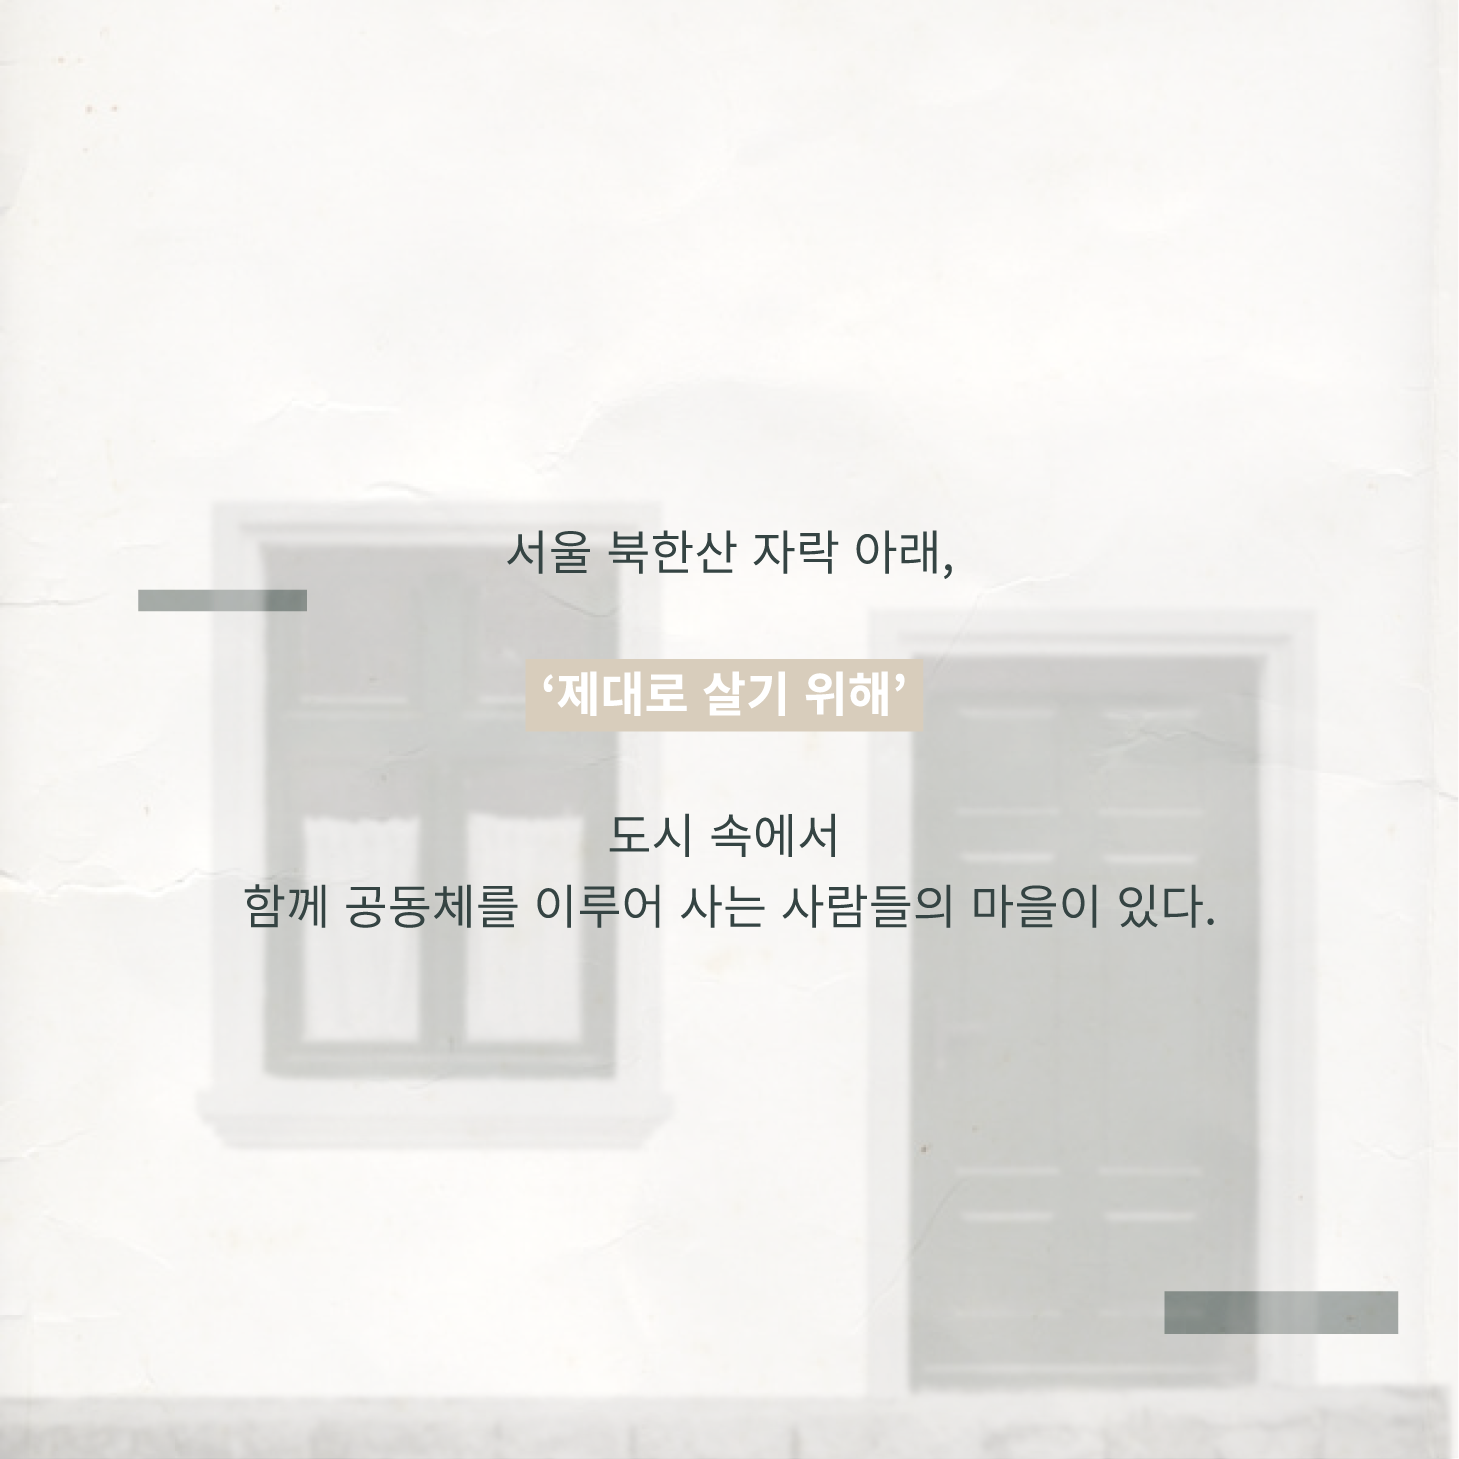 서울 북한산 자락 아래,
‘제대로 살기 위해’
도시 속에서
함께 공동체를 이루어 사는 사람들의 마을이 있다.